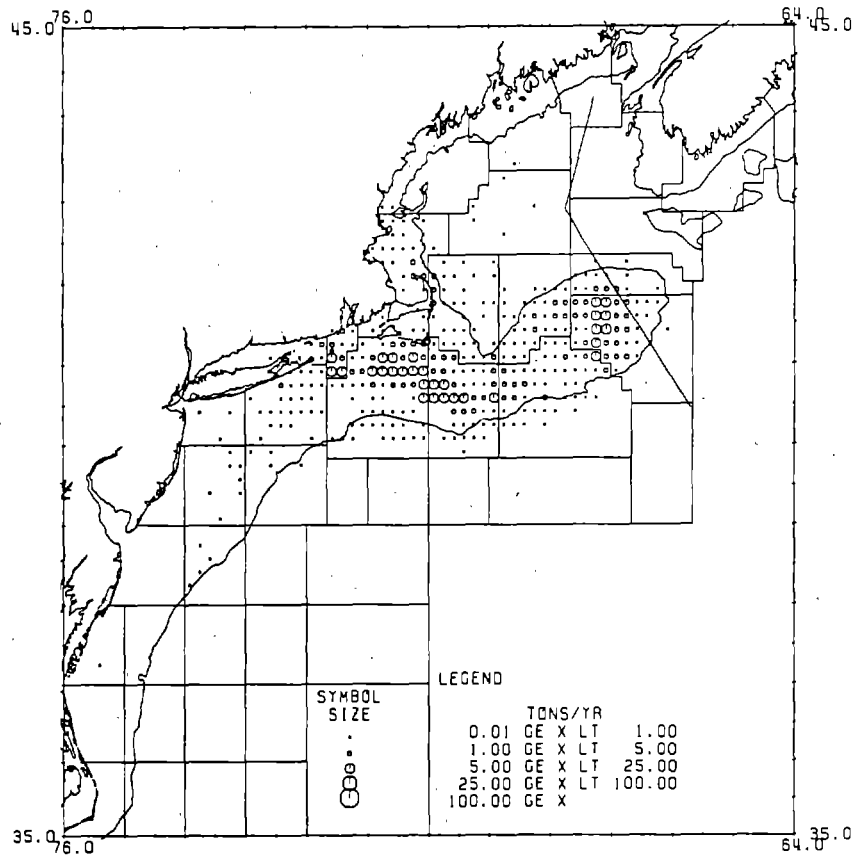 76.0 64.0
45.0 45.0
LEGEND
SYMBOL
SIZE
TONS/YR
0.01 GE X LT 1.00
1.00 GE X LT 5.00
5.00 GE X LT 25.00
25.00 GE X LT 100.00
100.00 GE X
35.0 35.0
76.0 64.0